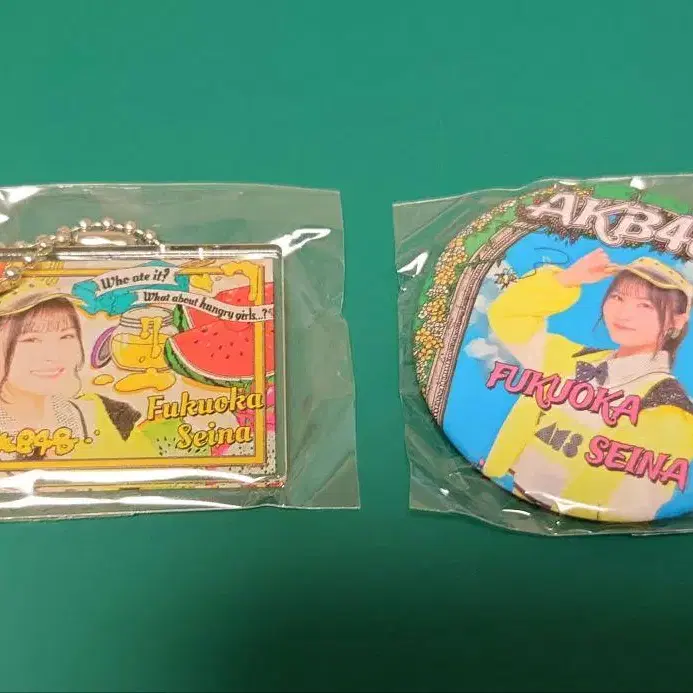 Who ate it?
What about hungry girls...?
Fukuoka
Seina
AKB48
FUKUOKA
SEINA